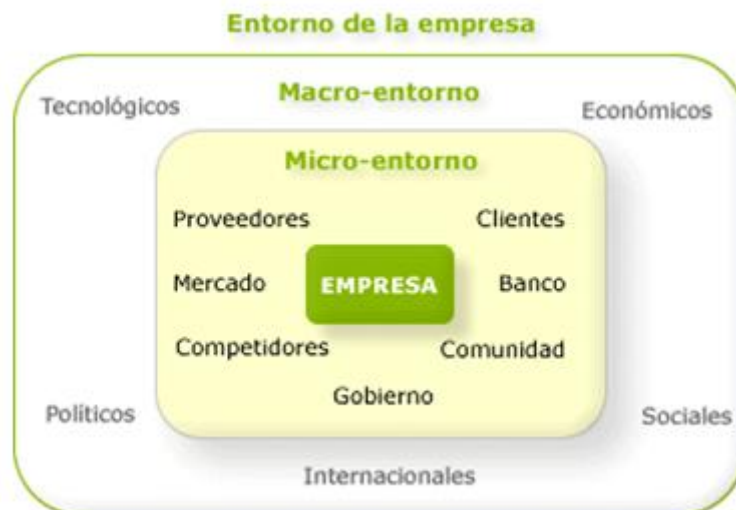 Entorno de la empresa
Macro-entorno
Tecnológicos
Económicos
Micro-entorno
Proveedores
Clientes
Mercado
EMPRESA
Banco
Competidores
Comunidad
Gobierno
Políticos
Sociales
Internacionales